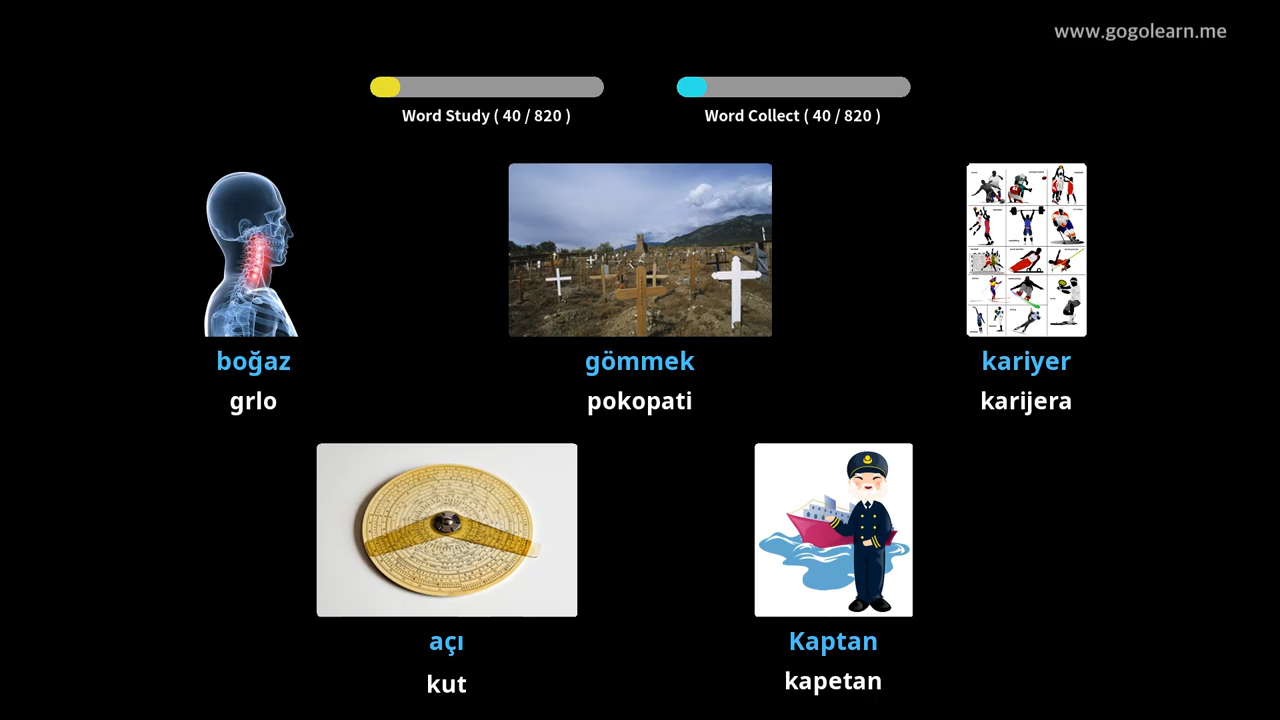 www.gogolearn.me
Word Study ( 40 / 820 )
Word Collect ( 40 / 820 )
boğaz
grlo
gömmek
pokopati
kariyer
karijera
açı
kut
Kaptan
kapetan